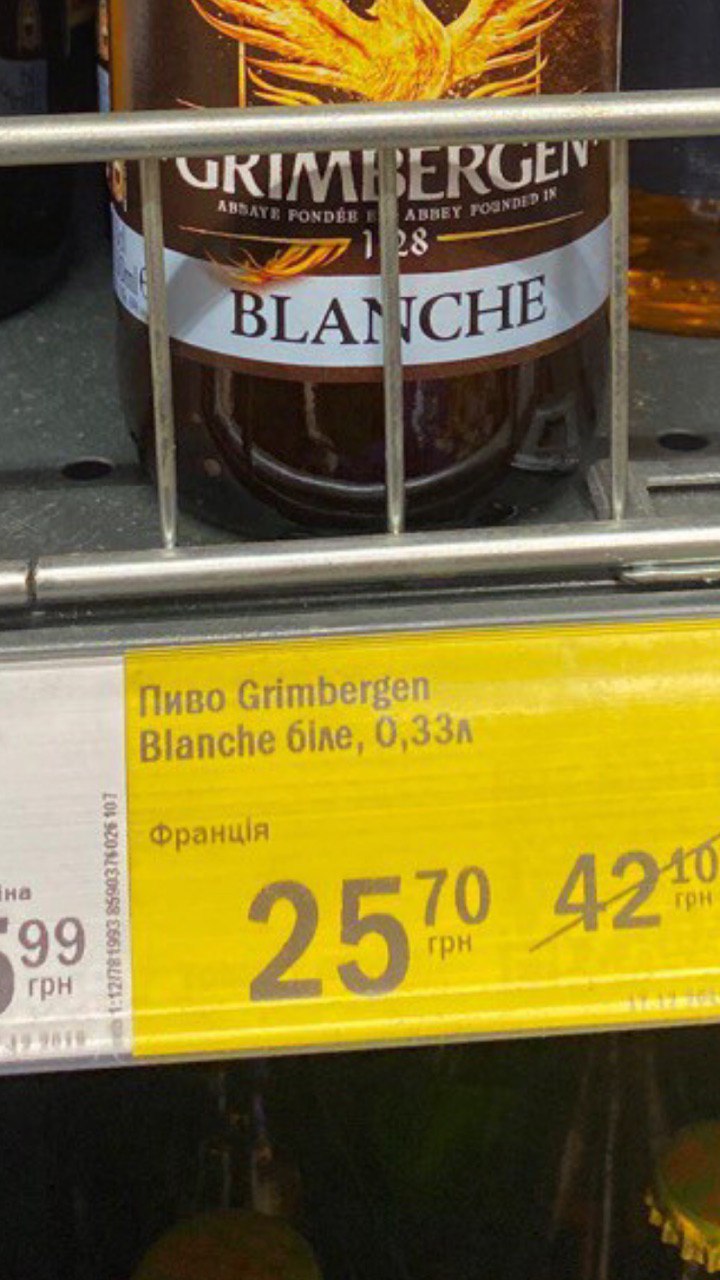 GRIMBERGEN
ABBAYE FONDÉE EN ABBEY FOUNDED IN
1128
BLANCHE
Пиво Grimbergen
Blanche біле, 0,33л
Франція
25 70 грн
42 10 грн
99
грн